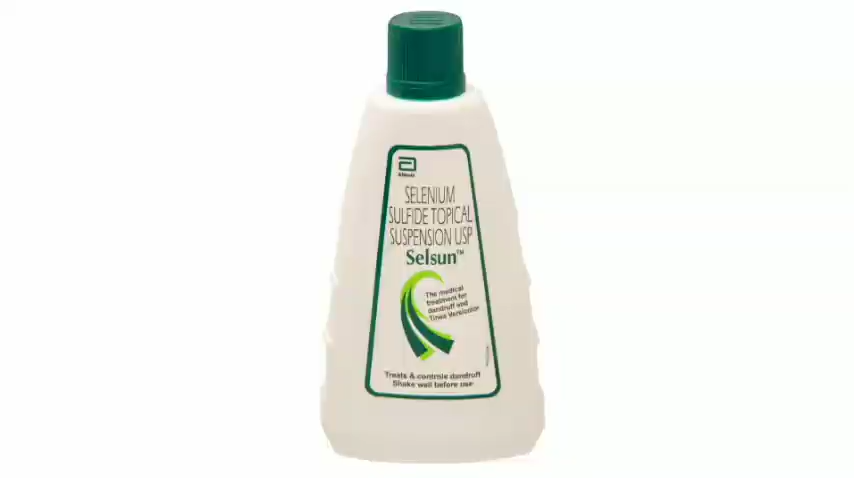 Abbott
SELENIUM
SULFIDE TOPICAL
SUSPENSION USP
Selsun™
The medical
treatment for
dandruff and
Tinea Versicolor
Treats & controls dandruff
Shake well before use